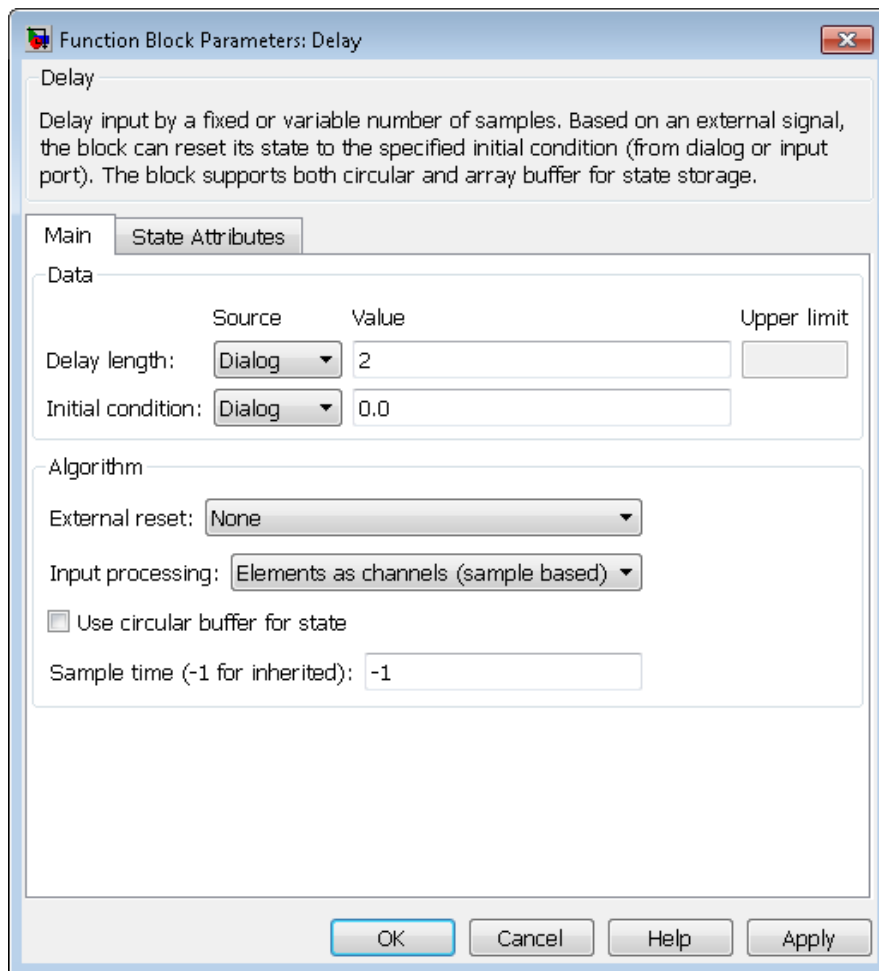 Function Block Parameters: Delay
Delay
Delay input by a fixed or variable number of samples. Based on an external signal,
the block can reset its state to the specified initial condition (from dialog or input
port). The block supports both circular and array buffer for state storage.
Main State Attributes
Data
Source Value Upper limit
Delay length: Dialog 2
Initial condition: Dialog 0.0
Algorithm
External reset: None
Input processing: Elements as channels (sample based)
Use circular buffer for state
Sample time (-1 for inherited): -1
OK Cancel Help Apply